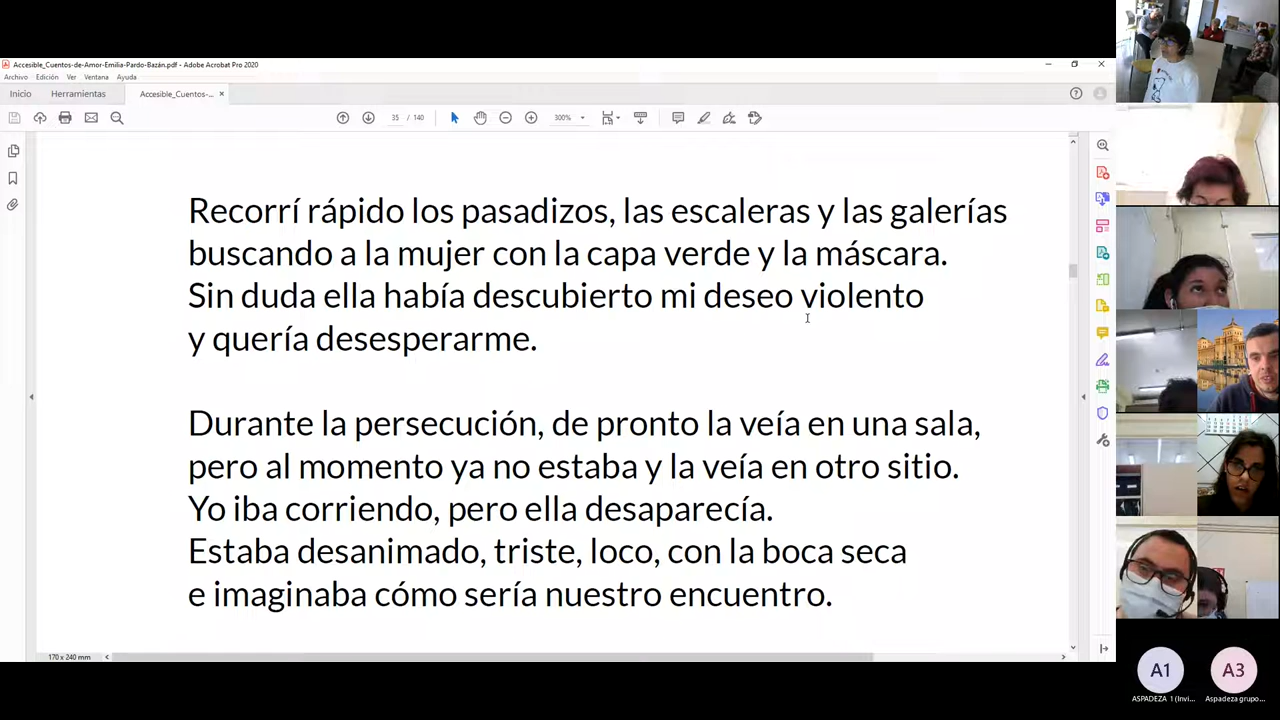 Accesible_Cuentos-de-Amor-Emilia-Pardo-Bazán.pdf - Adobe Acrobat Pro 2020
Archivo Edición Ver Ventana Ayuda
Inicio Herramientas Accesible_Cuentos-... ×
35 / 140 300%
Recorrí rápido los pasadizos, las escaleras y las galerías
buscando a la mujer con la capa verde y la máscara.
Sin duda ella había descubierto mi deseo violento
y quería desesperarme.
Durante la persecución, de pronto la veía en una sala,
pero al momento ya no estaba y la veía en otro sitio.
Yo iba corriendo, pero ella desaparecía.
Estaba desanimado, triste, loco, con la boca seca
e imaginaba cómo sería nuestro encuentro.
170 x 240 mm
A1 A3
ASPADEZA 1 (Invi... Aspadeza grupo...